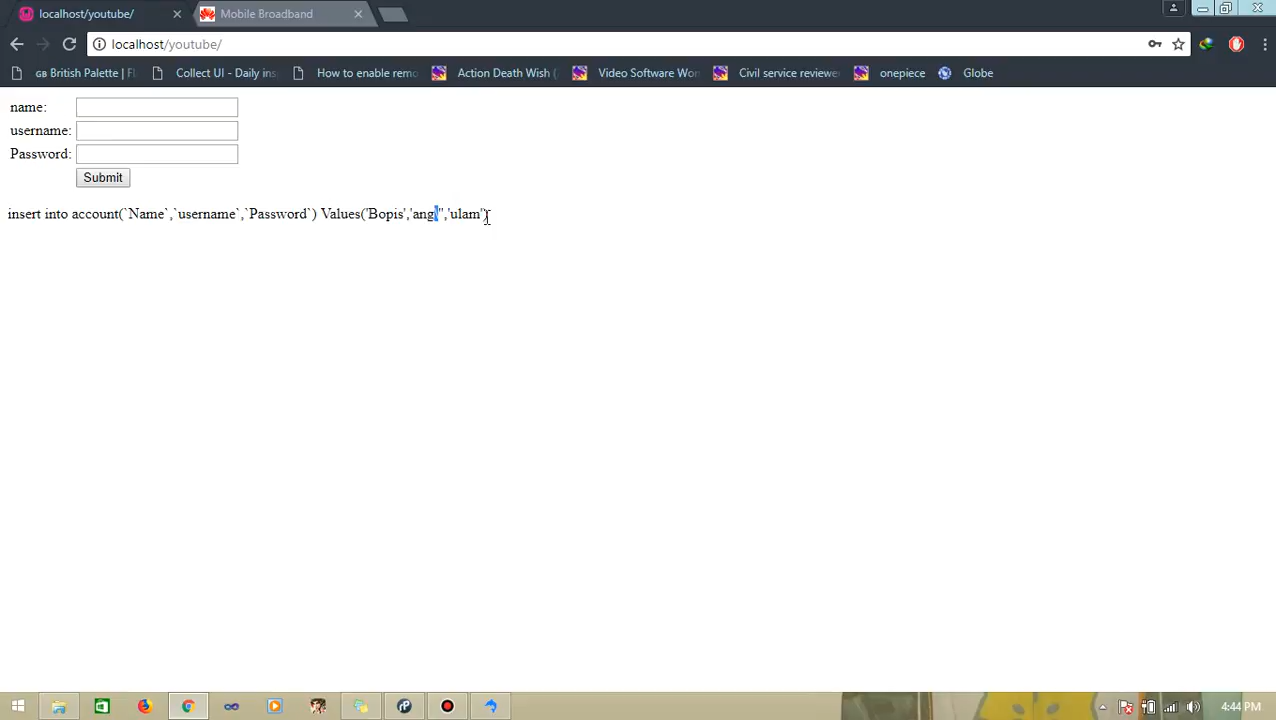 localhost/youtube/
Mobile Broadband
localhost/youtube/
GB British Palette | Fl
Collect UI - Daily ins
How to enable remo
Action Death Wish (
Video Software Won
Civil service reviewe
onepiece
Globe
name:
username:
Password:
Submit
insert into account(`Name`,`username`,`Password`) Values('Bopis','ang\'','ulam')
4:44 PM